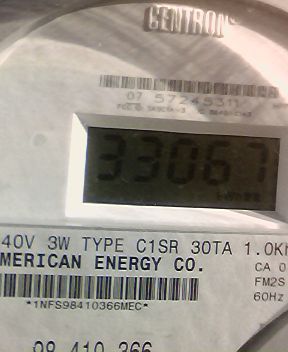 CENTRON
07 57245311
33067
40V 3W TYPE C1SR 30TA 1.0K
MERICAN ENERGY CO.
CA 0
FM2S
60Hz
*1NFS98410366MEC*
98 410 366